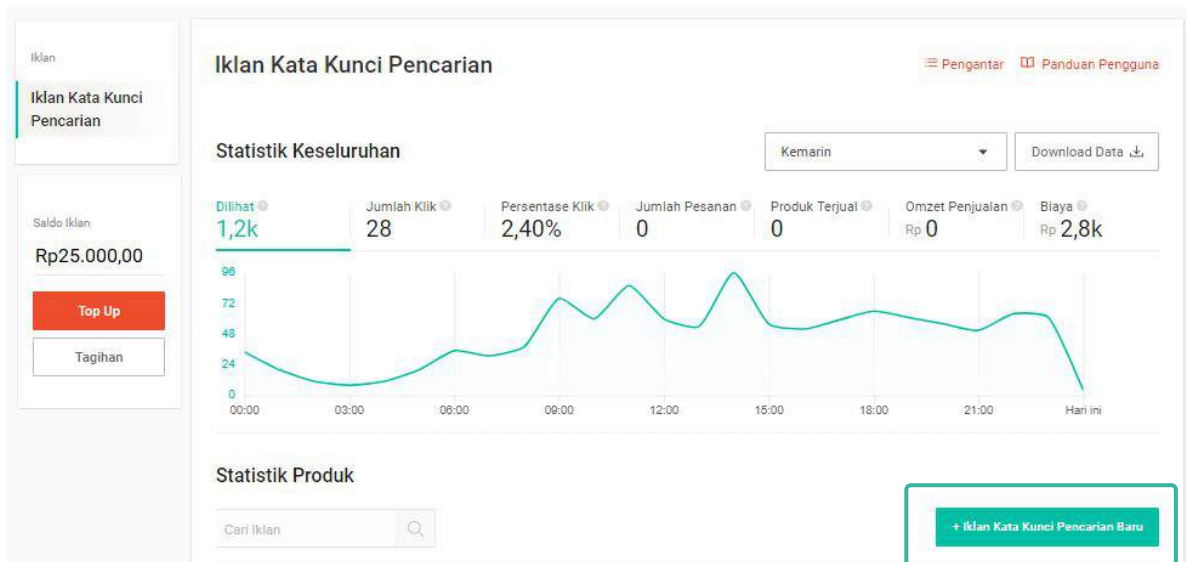 Iklan
Iklan Kata Kunci
Pencarian
Saldo Iklan
Rp25.000,00
Top Up
Tagihan
Iklan Kata Kunci Pencarian
Pengantar
Panduan Pengguna
Statistik Keseluruhan
Kemarin
Download Data
Dilihat
1,2k
Jumlah Klik
28
Persentase Klik
2,40%
Jumlah Pesanan
0
Produk Terjual
0
Omzet Penjualan
Rp 0
Biaya
Rp 2,8k
96
72
48
24
0
00:00 03:00 06:00 09:00 12:00 15:00 18:00 21:00 Hari ini
Statistik Produk
Cari Iklan
+ Iklan Kata Kunci Pencarian Baru